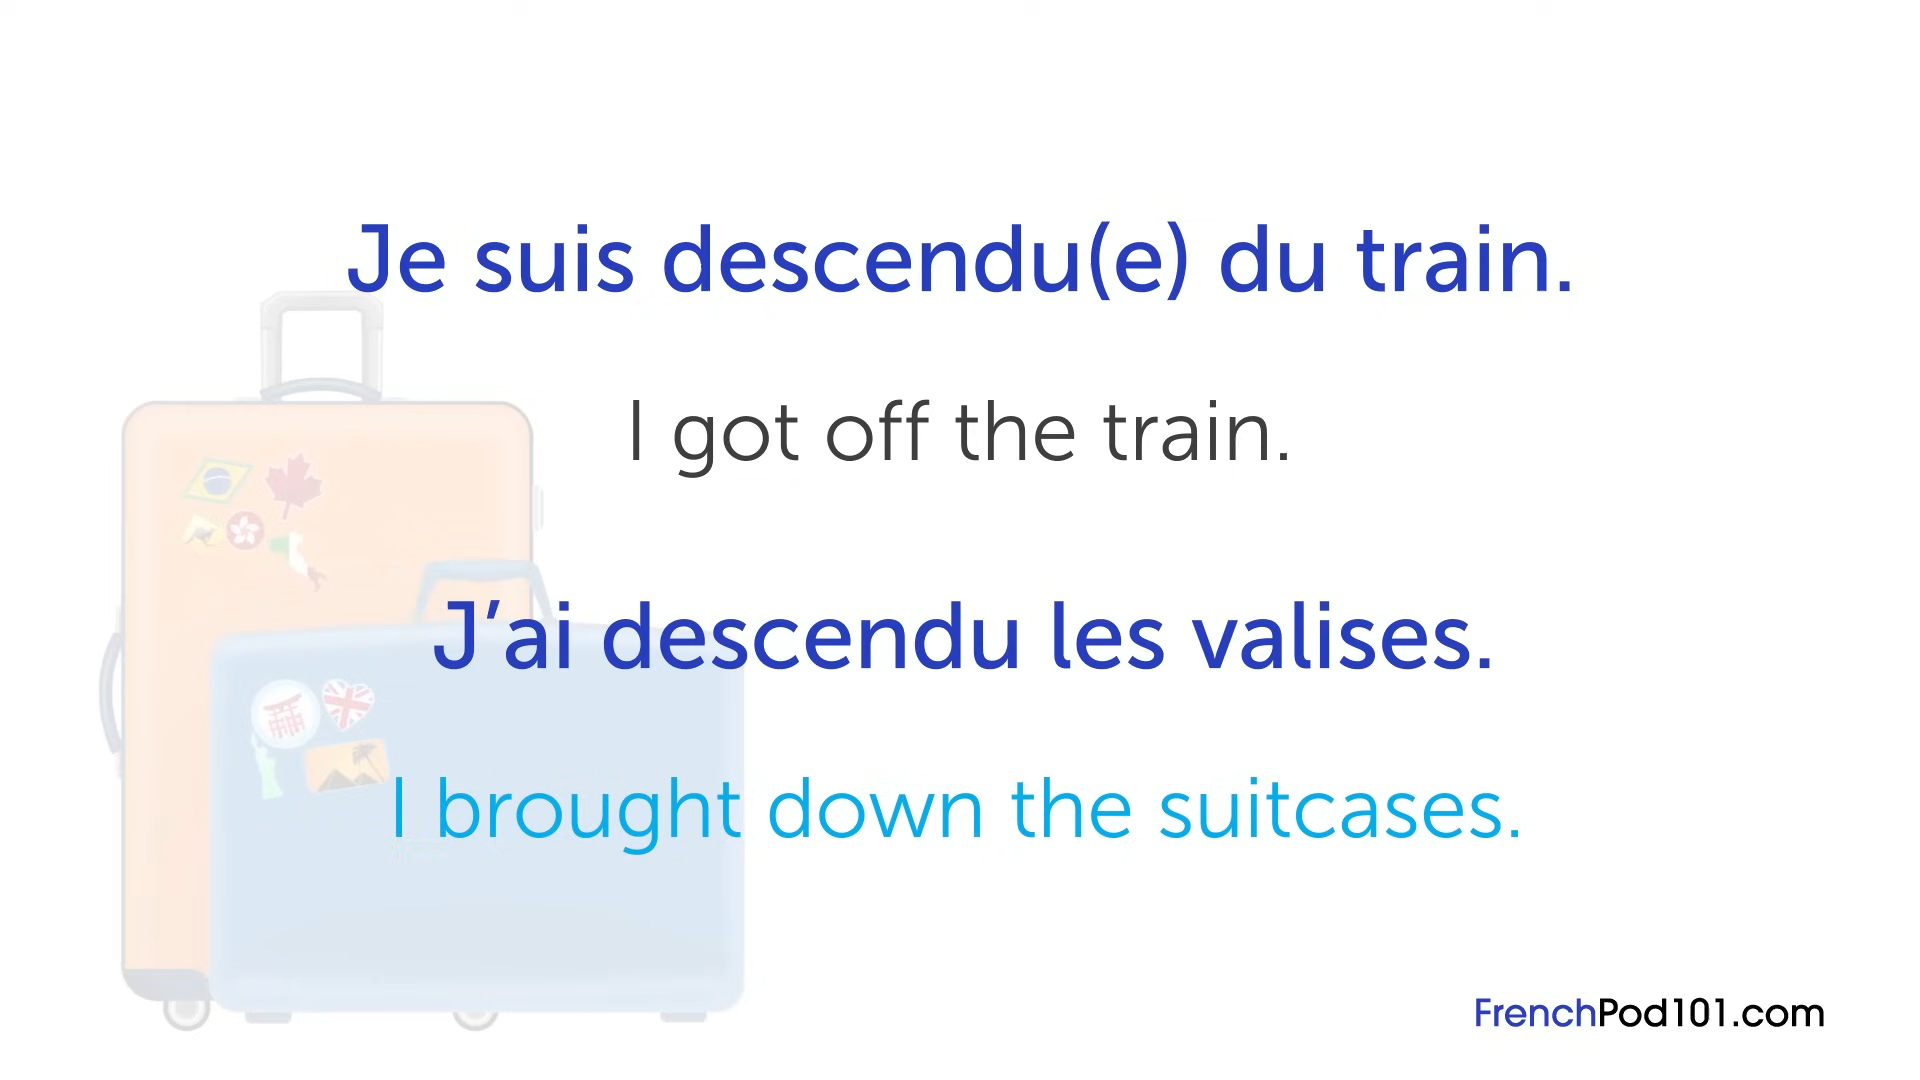 Je suis descendu(e) du train.
I got off the train.
J’ai descendu les valises.
I brought down the suitcases.
FrenchPod101.com